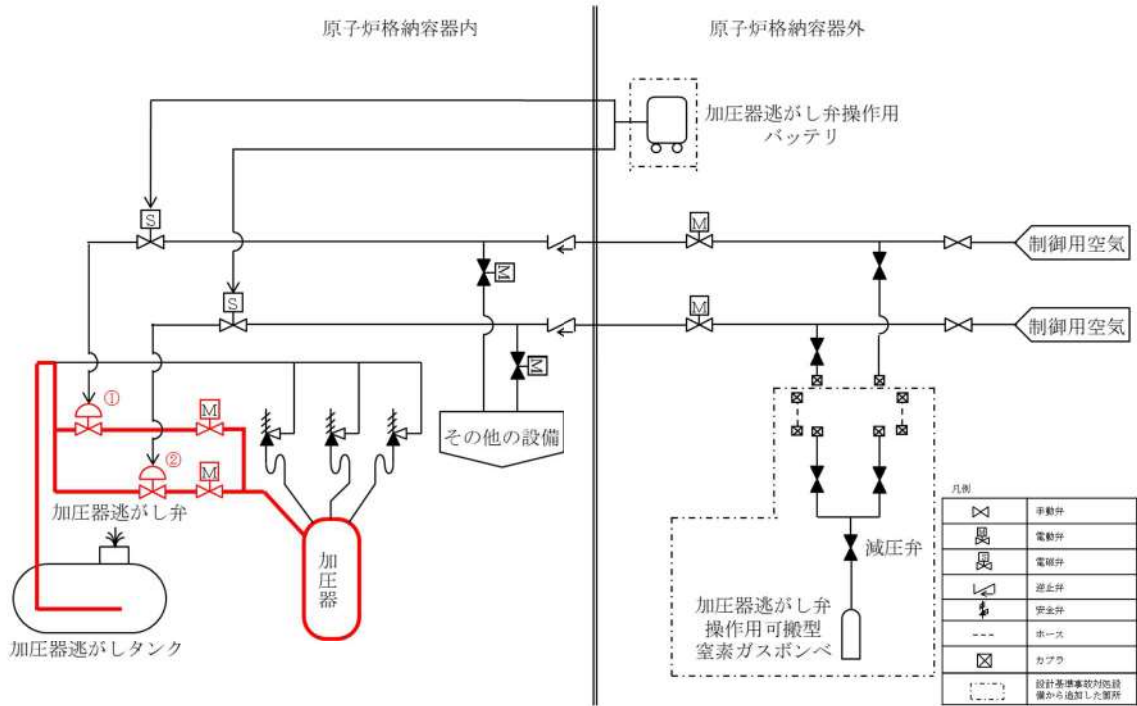 原子炉格納容器内
原子炉格納容器外
加圧器逃がし弁操作用
バッテリ
S
M
制御用空気
M
S
M
制御用空気
M
①
M
②
M
その他の設備
加圧器逃がし弁
加圧器
減圧弁
加圧器逃がし弁
操作用可搬型
窒素ガスボンベ
加圧器逃がしタンク
凡例
手動弁
M
電動弁
S
電磁弁
逆止弁
安全弁
ホース
カプラ
設計基準事故対処設
備から追加した箇所